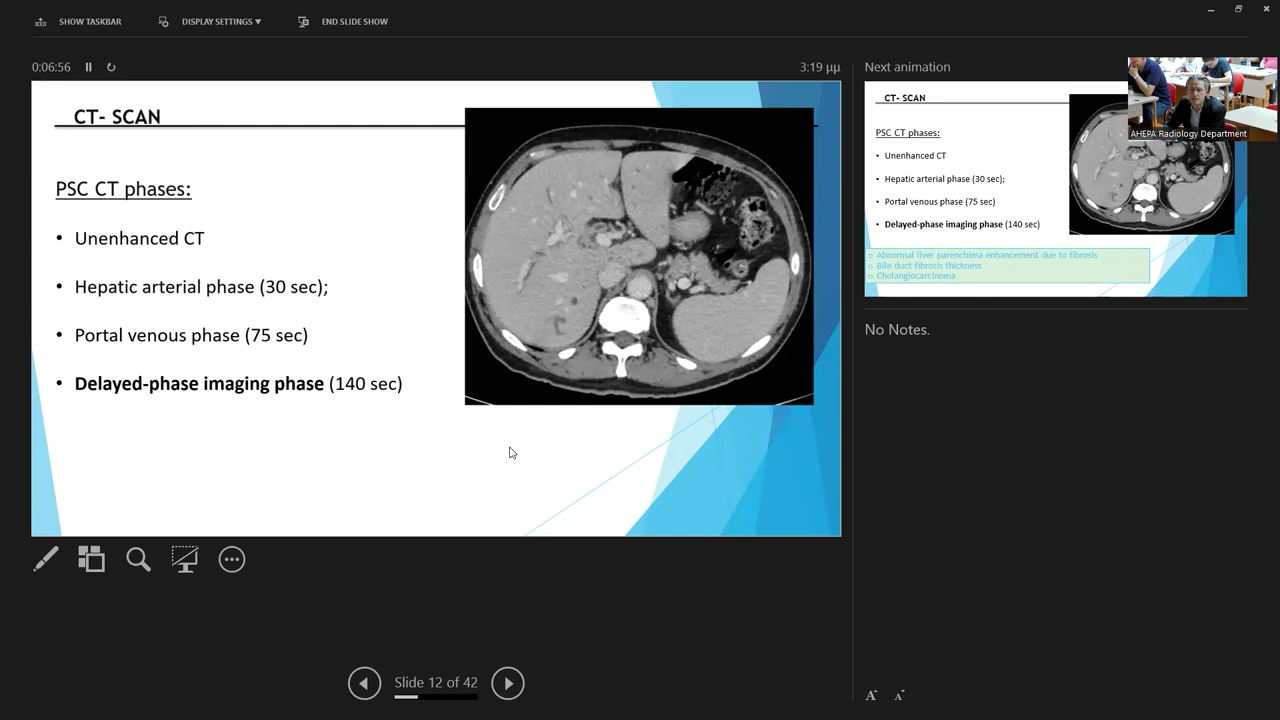 SHOW TASKBAR
DISPLAY SETTINGS ▼
END SLIDE SHOW
0:06:56
3:19 μμ
CT- SCAN
PSC CT phases:
• Unenhanced CT
• Hepatic arterial phase (30 sec);
• Portal venous phase (75 sec)
• Delayed-phase imaging phase (140 sec)
Slide 12 of 42
Next animation
AHEPA Radiology Department
CT- SCAN
PSC CT phases:
• Unenhanced CT
• Hepatic arterial phase (30 sec);
• Portal venous phase (75 sec)
• Delayed-phase imaging phase (140 sec)
o Abnormal liver parenchima enhancement due to fibrosis
o Bile duct fibrosis thickness
o Cholangiocarcinoma
No Notes.
A A